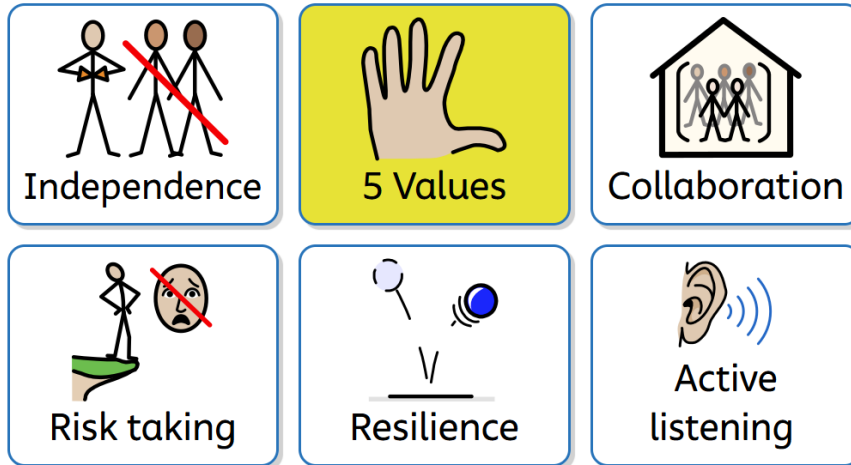 Independence
5 Values
Collaboration
Risk taking
Resilience
Active
listening